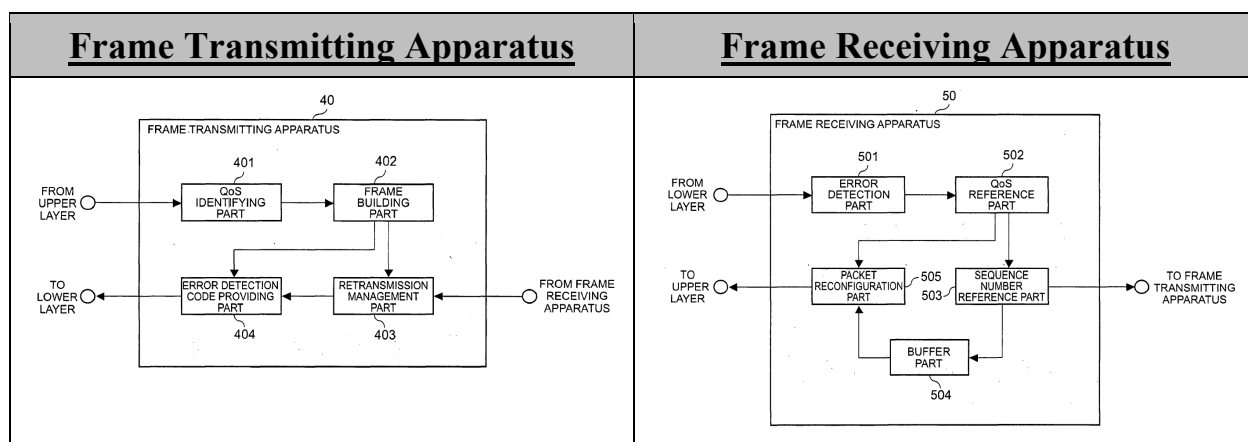 Frame Transmitting Apparatus
40
FRAME TRANSMITTING APPARATUS
401
402
FROM
UPPER
LAYER
QoS
IDENTIFYING
PART
FRAME
BUILDING
PART
TO
LOWER
LAYER
ERROR DETECTION
CODE PROVIDING
PART
RETRANSMISSION
MANAGEMENT
PART
FROM FRAME
RECEIVING
APPARATUS
404
403
Frame Receiving Apparatus
50
FRAME RECEIVING APPARATUS
501
502
FROM
LOWER
LAYER
ERROR
DETECTION
PART
QoS
REFERENCE
PART
TO
UPPER
LAYER
PACKET
RECONFIGURATION
PART
505
503
SEQUENCE
NUMBER
REFERENCE PART
TO FRAME
TRANSMITTING
APPARATUS
BUFFER
PART
504